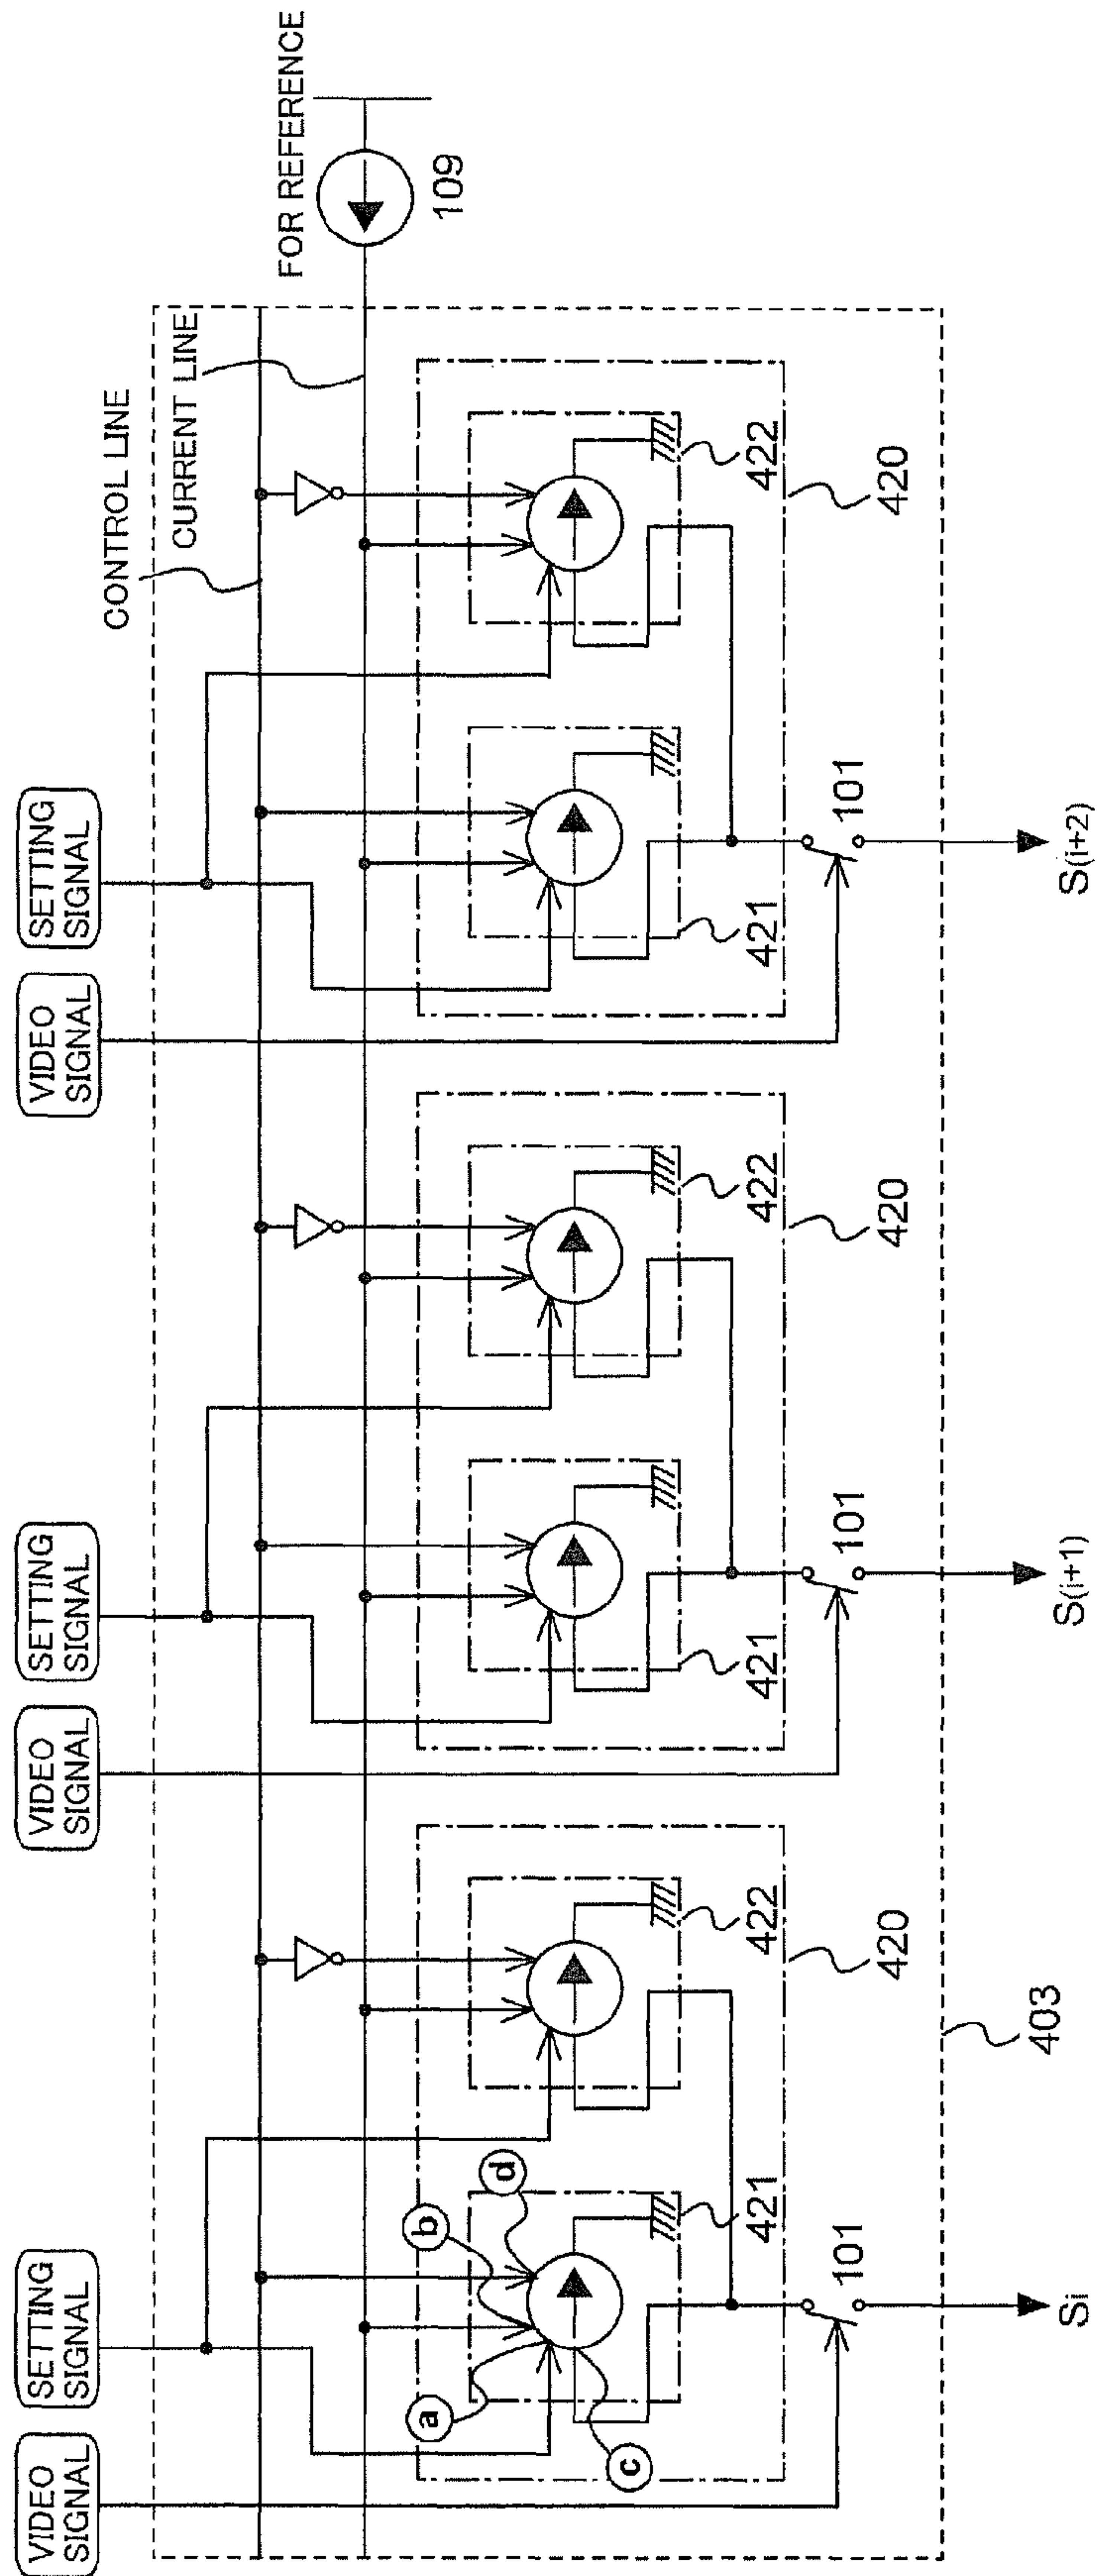 VIDEO
SIGNAL
SETTING
SIGNAL
VIDEO
SIGNAL
SETTING
SIGNAL
VIDEO
SIGNAL
SETTING
SIGNAL
CONTROL LINE
CURRENT LINE
FOR REFERENCE
109
a
b
c
d
421
422
420
421
422
420
421
422
420
101
101
101
403
Si
S(i+1)
S(i+2)